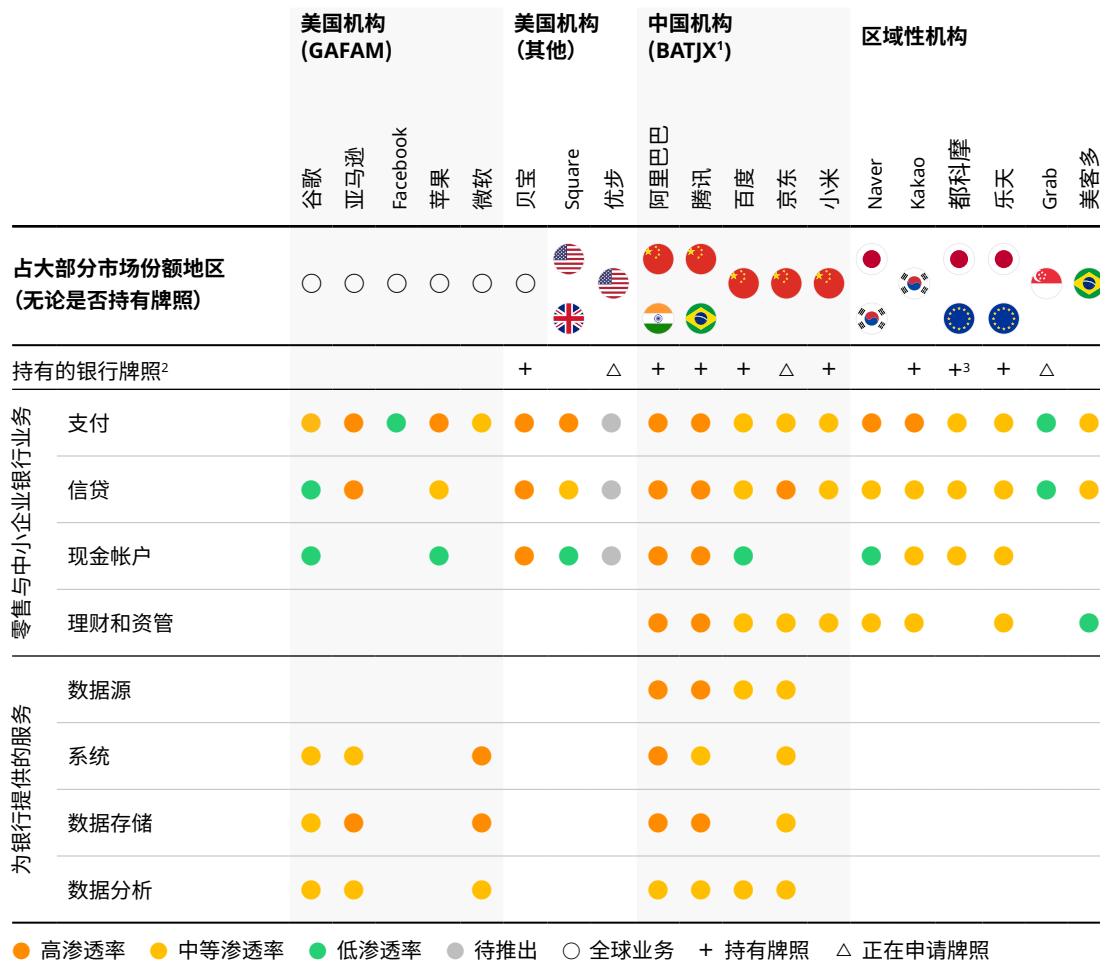 美国机构
(GAFAM)
美国机构
(其他)
中国机构
(BATJX¹)
区域性机构
谷歌
亚马逊
Facebook
苹果
微软
贝宝
Square
优步
阿里巴巴
腾讯
百度
京东
小米
Naver
Kakao
都科摩
乐天
Grab
美客多
占大部分市场份额地区
(无论是否持有牌照)
持有的银行牌照²
+ △ + + + △ + + +³ + △
零售与中小企业银行业务
支付
信贷
现金帐户
理财和资管
为银行提供的服务
数据源
系统
数据存储
数据分析
高渗透率 中等渗透率 低渗透率 待推出 ○ 全球业务 + 持有牌照 △ 正在申请牌照